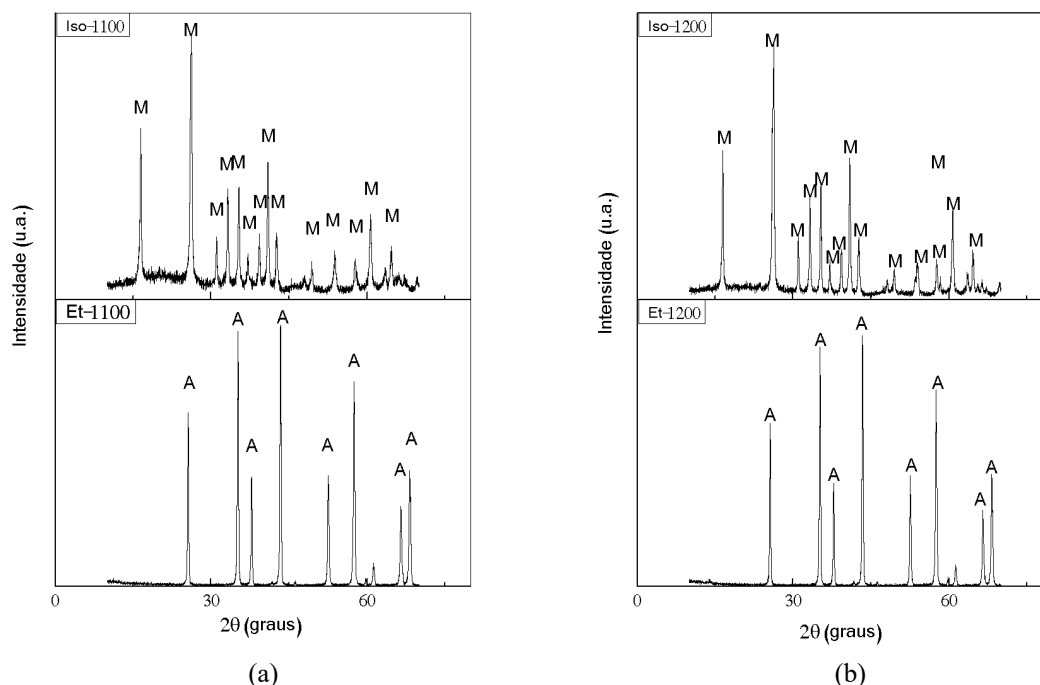 Iso-1100
M
M
M
M M
M
M M
M
M
M
M
M
M
Intensidade (u.a.)
Et-1100
A A
A
A
A A
A
A
0 30 60
2θ (graus)
(a)
Iso-1200
M
M
M
M
M
M
M
M M
M
M
M
M
M
M
Intensidade (u.a.)
Et-1200
A
A
A
A
A
A
A
A
0 30 60
2θ (graus)
(b)